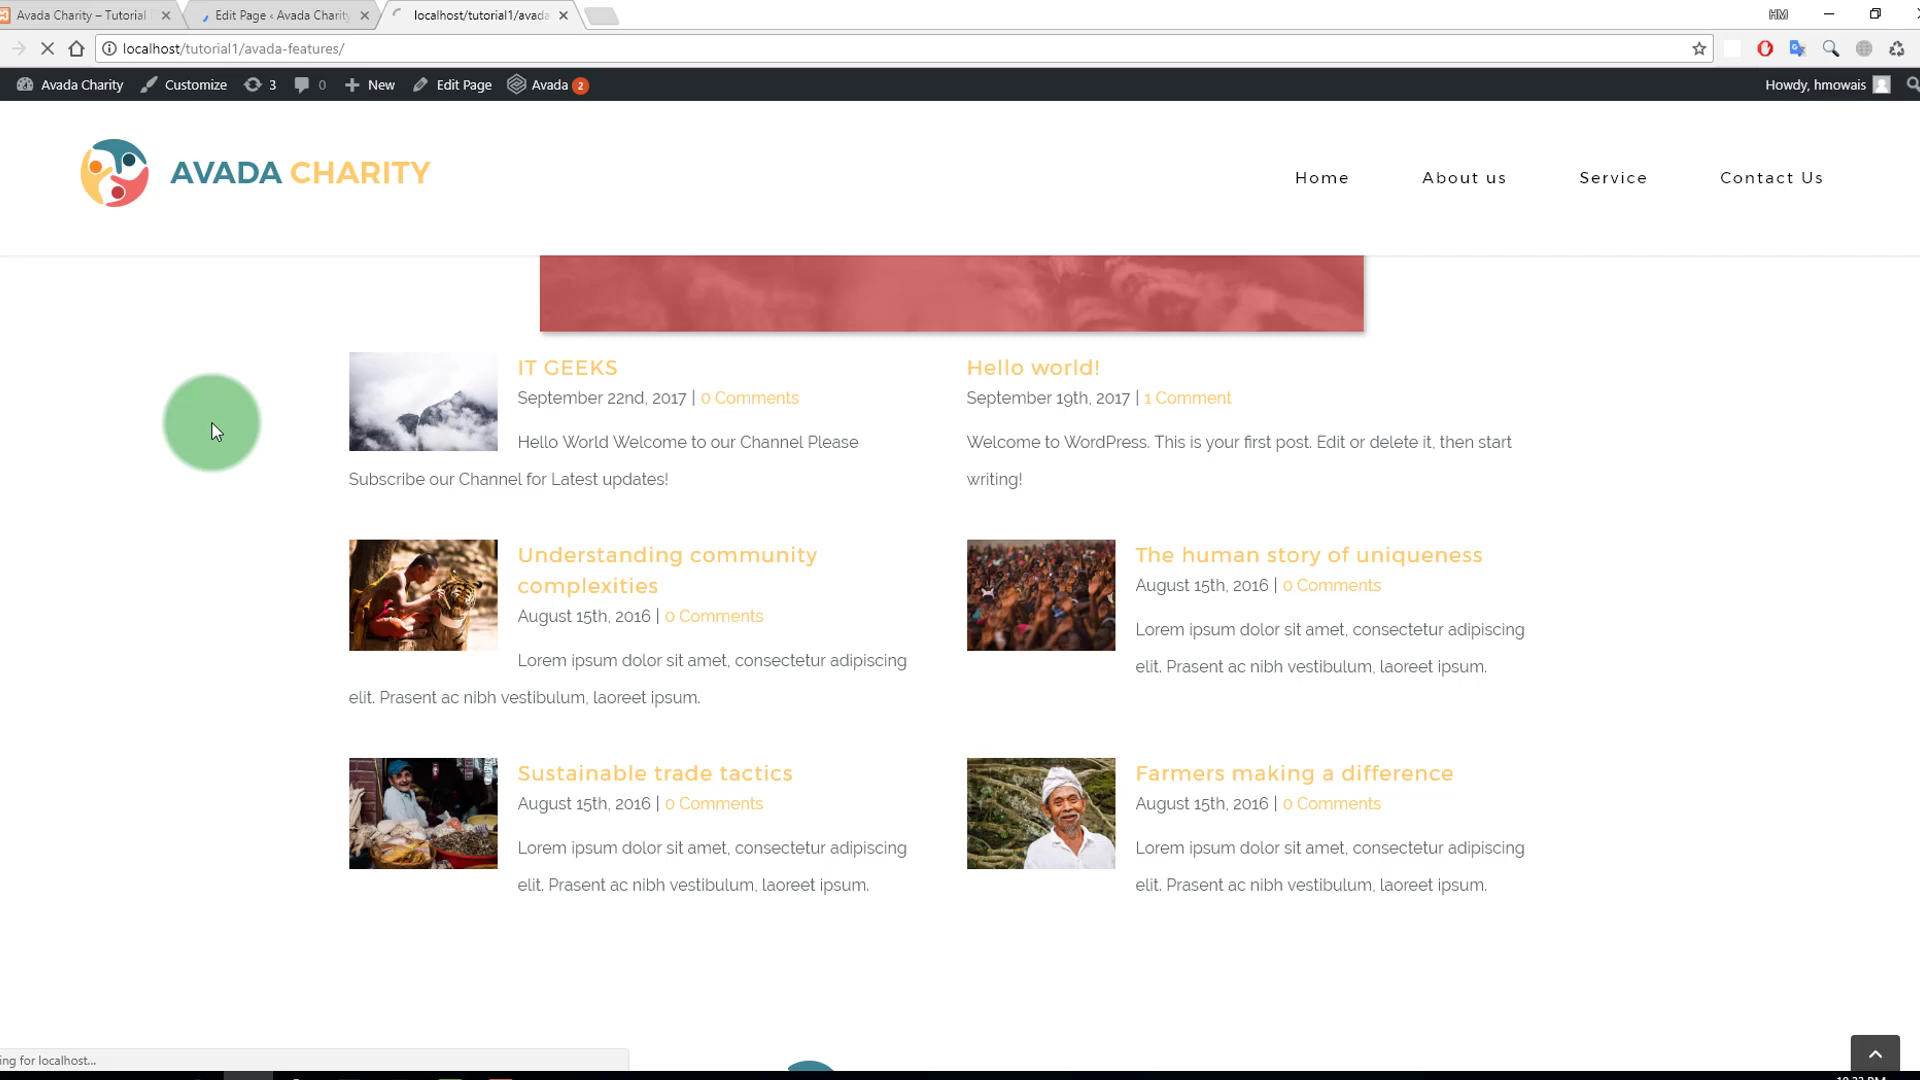 Avada Charity – Tutorial
Edit Page ‹ Avada Charity
localhost/tutorial1/avada
HM
localhost/tutorial1/avada-features/
Avada Charity
Customize
3
0
New
Edit Page
Avada 2
Howdy, hmowais
AVADA CHARITY
Home
About us
Service
Contact Us
IT GEEKS
September 22nd, 2017 | 0 Comments
Hello World Welcome to our Channel Please
Subscribe our Channel for Latest updates!
Hello world!
September 19th, 2017 | 1 Comment
Welcome to WordPress. This is your first post. Edit or delete it, then start
writing!
Understanding community
complexities
August 15th, 2016 | 0 Comments
Lorem ipsum dolor sit amet, consectetur adipiscing
elit. Prasent ac nibh vestibulum, laoreet ipsum.
The human story of uniqueness
August 15th, 2016 | 0 Comments
Lorem ipsum dolor sit amet, consectetur adipiscing
elit. Prasent ac nibh vestibulum, laoreet ipsum.
Sustainable trade tactics
August 15th, 2016 | 0 Comments
Lorem ipsum dolor sit amet, consectetur adipiscing
elit. Prasent ac nibh vestibulum, laoreet ipsum.
Farmers making a difference
August 15th, 2016 | 0 Comments
Lorem ipsum dolor sit amet, consectetur adipiscing
elit. Prasent ac nibh vestibulum, laoreet ipsum.
ing for localhost...